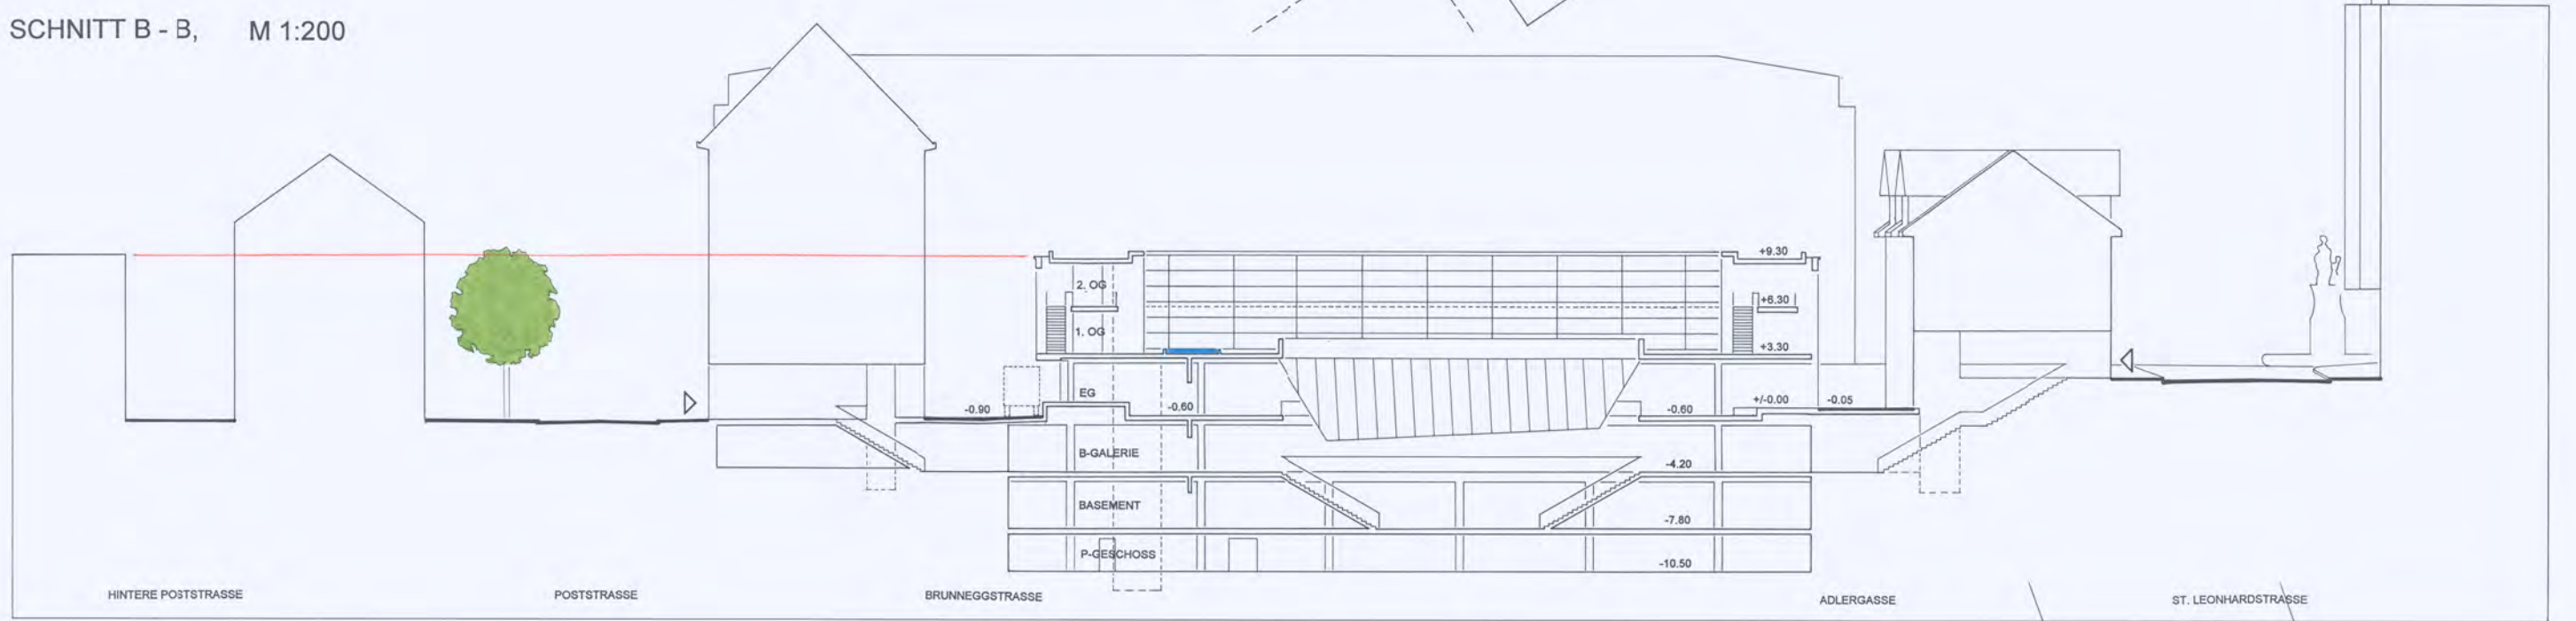 SCHNITT B - B, M 1:200
+9.30
2. OG
+6.30
1. OG
+3.30
EG
-0.90
-0.60
-0.60
+/-0.00
-0.05
B-GALERIE
-4.20
BASEMENT
-7.80
P-GESCHOSS
-10.50
HINTERE POSTSTRASSE
POSTSTRASSE
BRUNNEGGSTRASSE
ADLERGASSE
ST. LEONHARDSTRASSE